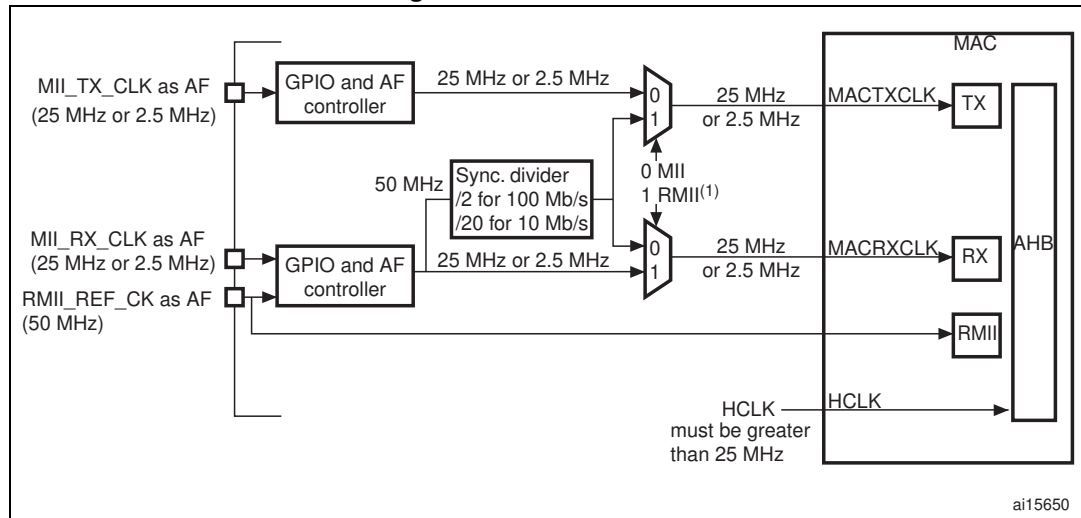 MAC
MII_TX_CLK as AF
(25 MHz or 2.5 MHz)
GPIO and AF
controller
25 MHz or 2.5 MHz
0
1
25 MHz
or 2.5 MHz
MACTXCLK
TX
50 MHz
Sync. divider
/2 for 100 Mb/s
/20 for 10 Mb/s
0 MII
1 RMII(1)
MII_RX_CLK as AF
(25 MHz or 2.5 MHz)
RMII_REF_CK as AF
(50 MHz)
GPIO and AF
controller
25 MHz or 2.5 MHz
0
1
25 MHz
or 2.5 MHz
MACRXCLK
RX
AHB
RMII
HCLK
must be greater
than 25 MHz
HCLK
ai15650